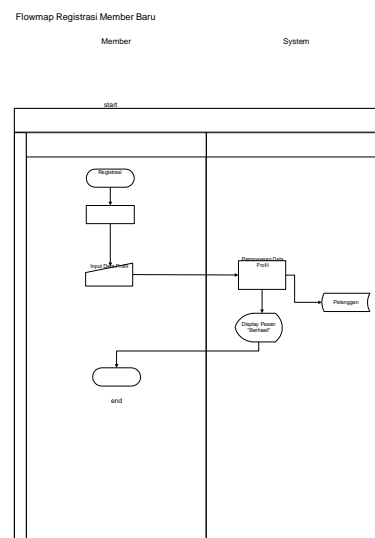 Flowmap Registrasi Member Baru
Member
System
start
Registrasi
Input Data Profil
Pemrosesan Data
Profil
Pelanggan
Display Pesan
"Berhasil"
end